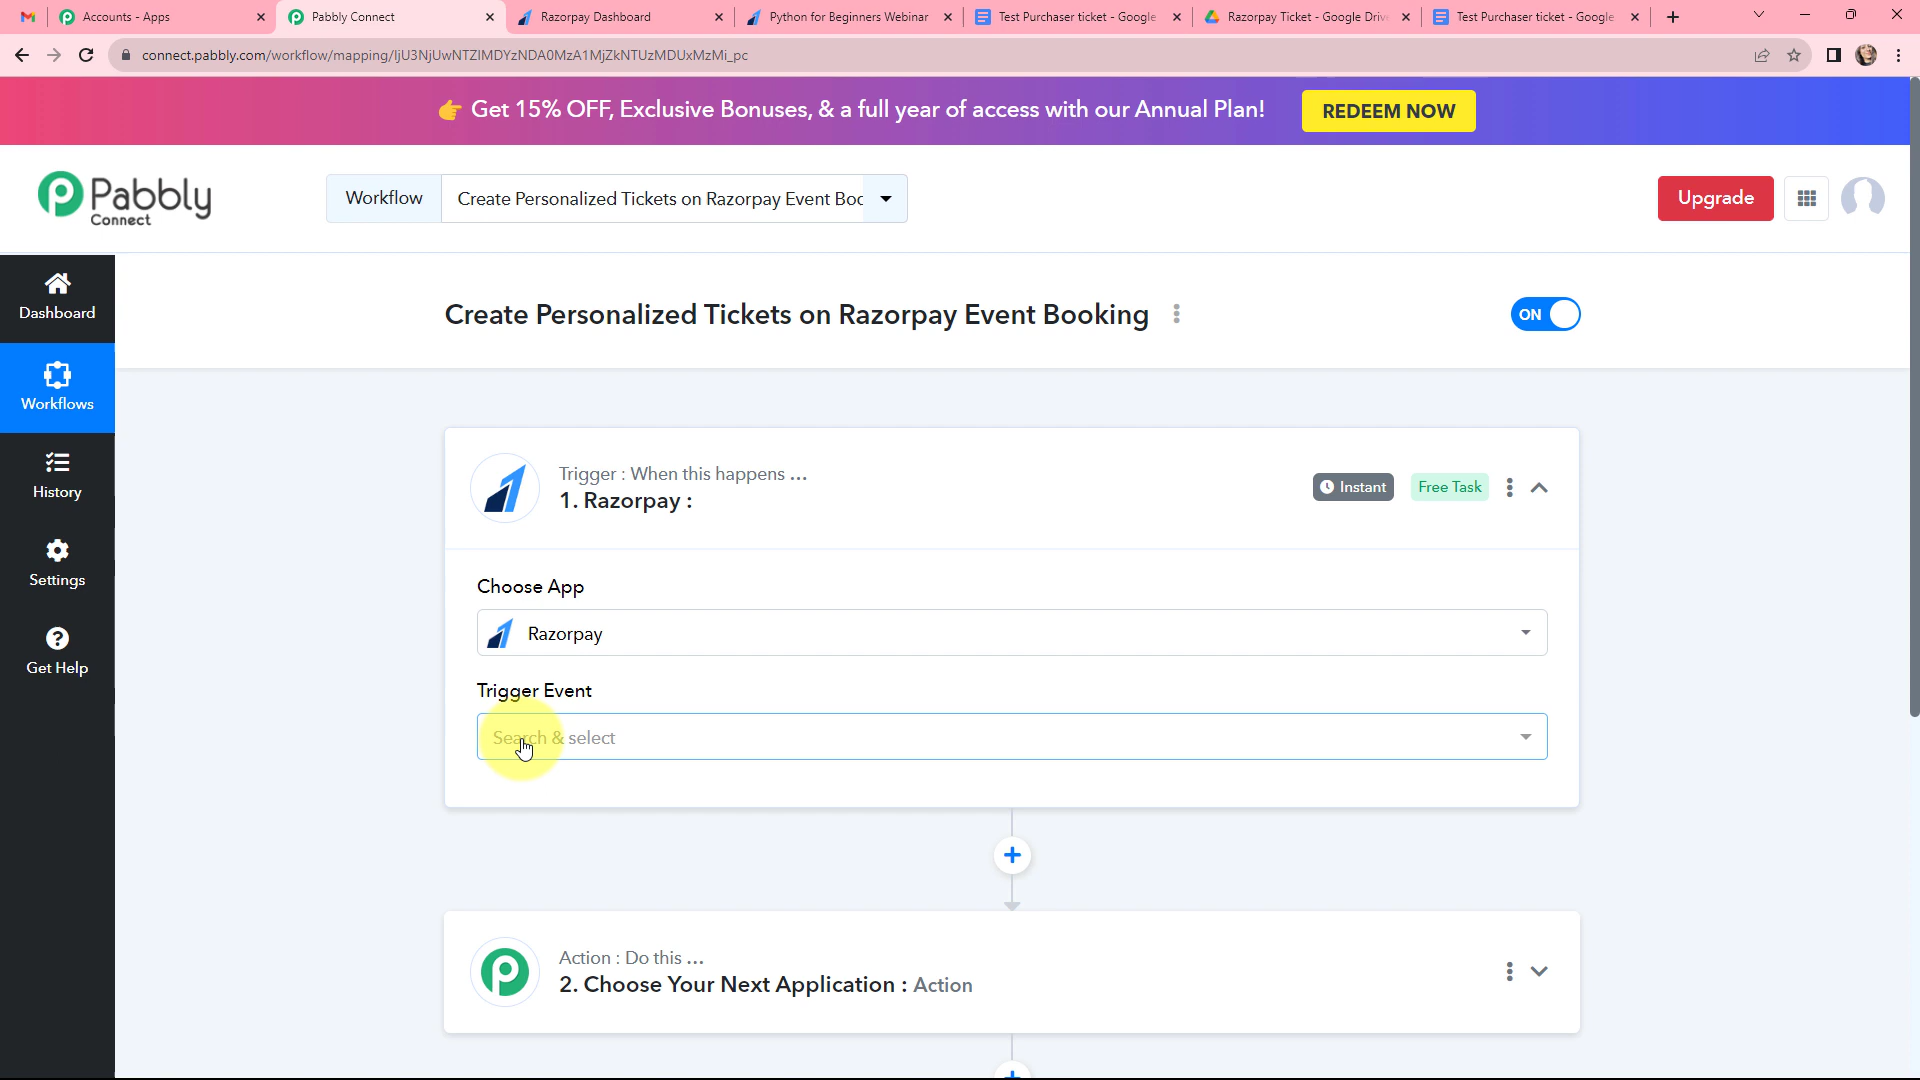 Accounts - Apps
Pabbly Connect
Razorpay Dashboard
Python for Beginners Webinar
Test Purchaser ticket - Google
Razorpay Ticket - Google Driv
Test Purchaser ticket - Google
connect.pabbly.com/workflow/mapping/IjU3NjUwNTZIMDYzNDA0MzA1MjZkNTUzMDUxMzMi_pc
👉 Get 15% OFF, Exclusive Bonuses, & a full year of access with our Annual Plan!
REDEEM NOW
Pabbly
Connect
Workflow
Create Personalized Tickets on Razorpay Event Boo
Upgrade
Dashboard
Workflows
History
Settings
Get Help
Create Personalized Tickets on Razorpay Event Booking
ON
Trigger : When this happens ...
1. Razorpay :
Instant
Free Task
Choose App
Razorpay
Trigger Event
Search & select
Action : Do this ...
2. Choose Your Next Application : Action